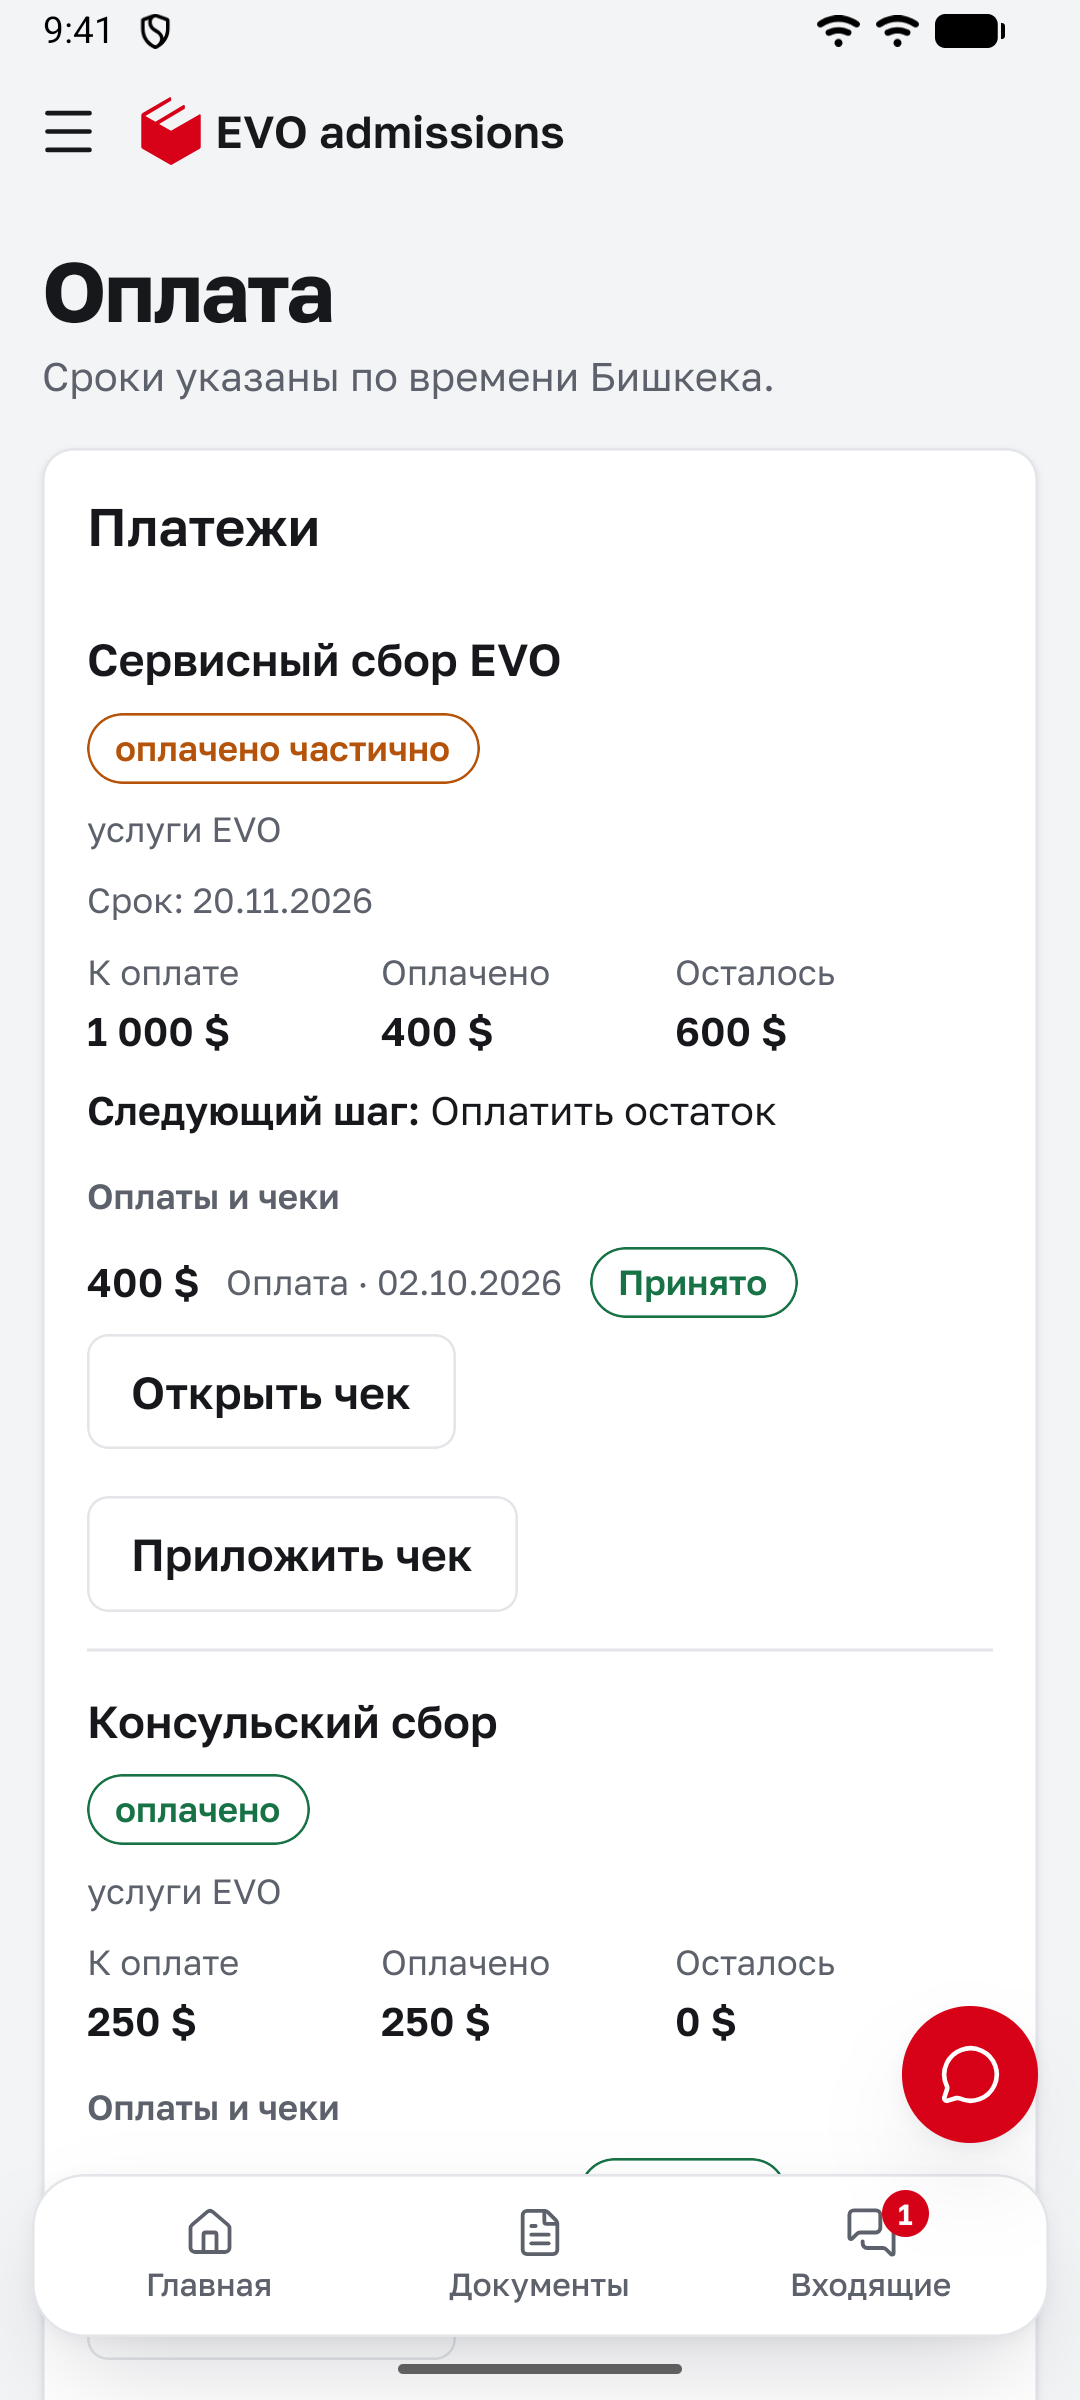 9:41
EVO admissions
Оплата
Сроки указаны по времени Бишкека.
Платежи
Сервисный сбор EVO
оплачено частично
услуги EVO
Срок: 20.11.2026
К оплате Оплачено Осталось
1 000 $ 400 $ 600 $
Следующий шаг: Оплатить остаток
Оплаты и чеки
400 $ Оплата · 02.10.2026 Принято
Открыть чек
Приложить чек
Консульский сбор
оплачено
услуги EVO
К оплате Оплачено Осталось
250 $ 250 $ 0 $
Оплаты и чеки
1
Главная Документы Входящие